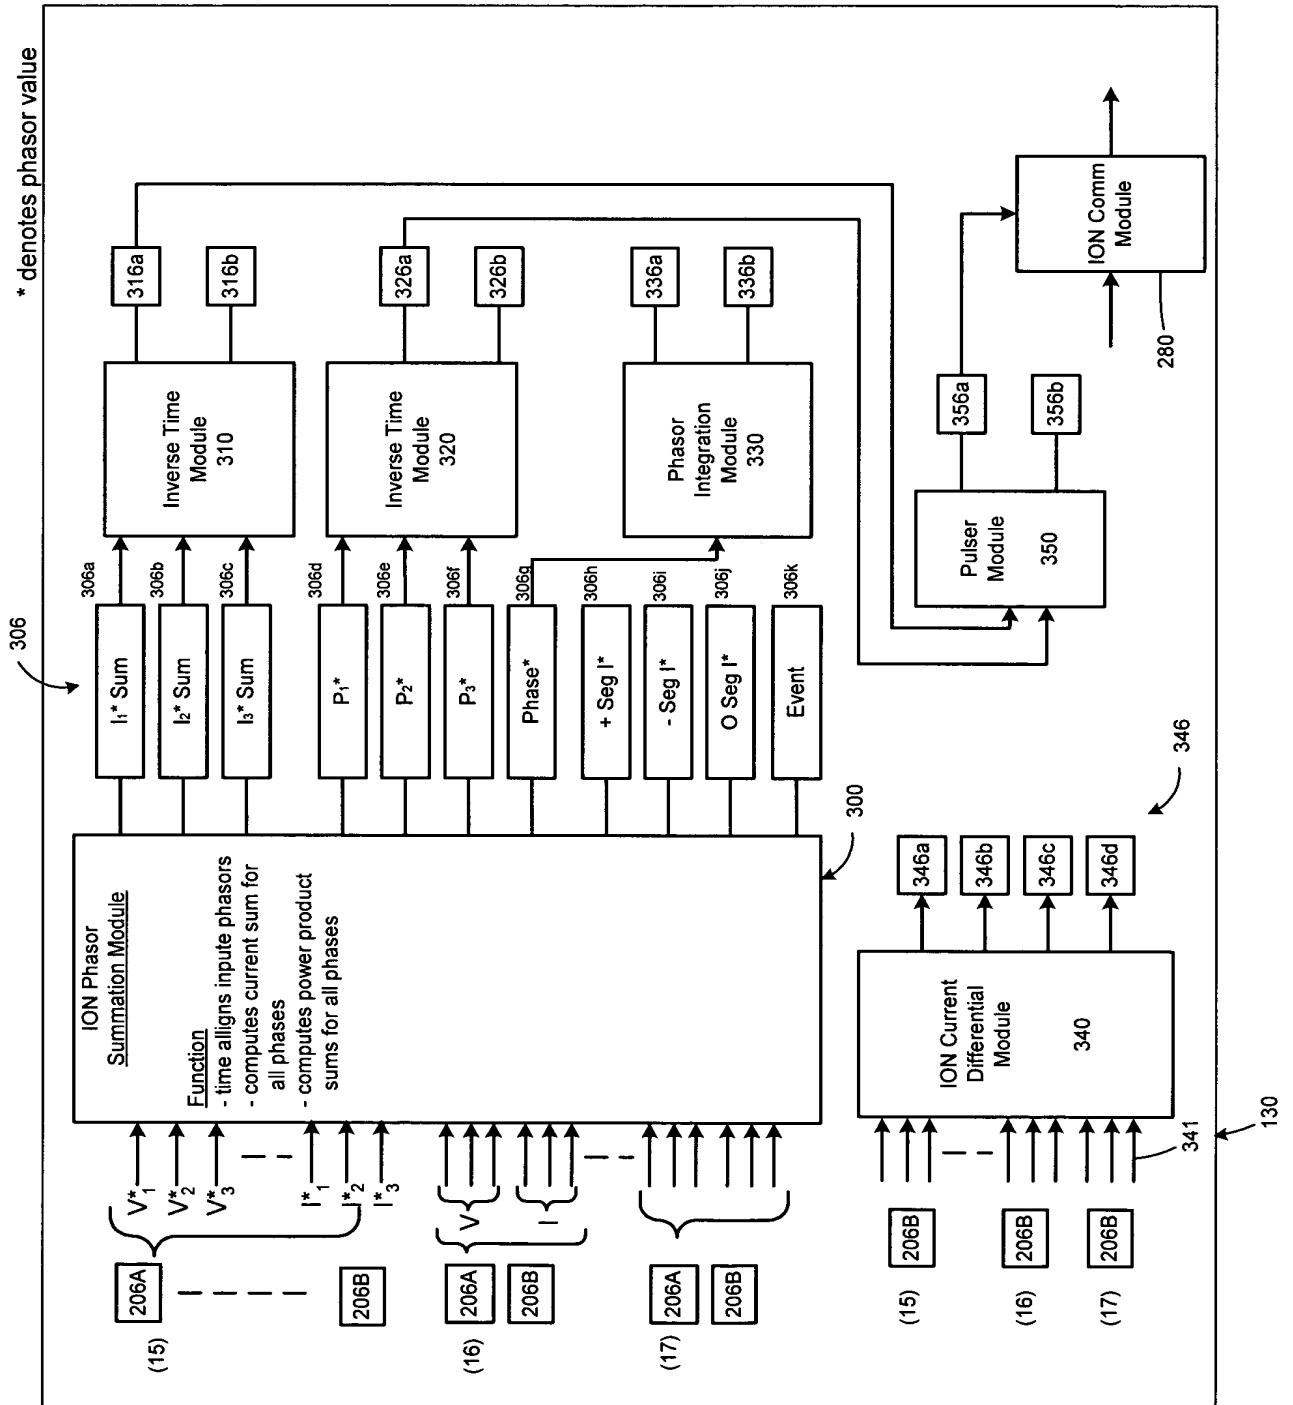 * denotes phasor value
306
ION Phasor
Summation Module
Function
- time alligns inpute phasors
- computes current sum for
all phases
- computes power product
sums for all phases
300
(15)
206A
206B
V*1
V*2
V*3
I*1
I*2
I*3
(16)
206A
206B
V
I
(17)
206A
206B
I1* Sum
306a
I2* Sum
306b
I3* Sum
306c
P1*
306d
P2*
306e
P3*
306f
Phase*
306g
+ Seg I*
306h
- Seg I*
306i
O Seg I*
306j
Event
306k
Inverse Time
Module
310
316a
316b
Inverse Time
Module
320
326a
326b
Phasor
Integration
Module
330
336a
336b
(15)
206B
(16)
206B
(17)
206B
341
130
ION Current
Differential
Module
340
346a
346b
346c
346d
346
Pulser
Module
350
356a
356b
ION Comm
Module
280